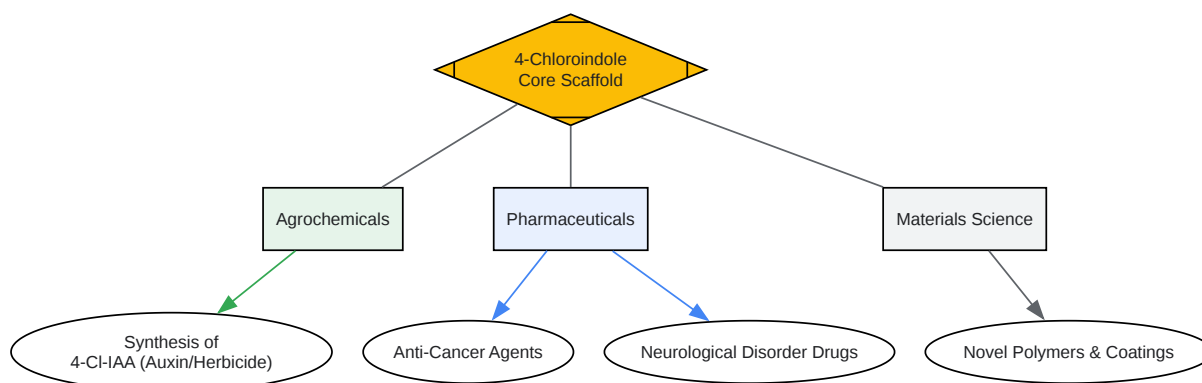 4-Chloroindole
Core Scaffold
Agrochemicals
Pharmaceuticals
Materials Science
Synthesis of
4-Cl-IAA (Auxin/Herbicide)
Anti-Cancer Agents
Neurological Disorder Drugs
Novel Polymers & Coatings